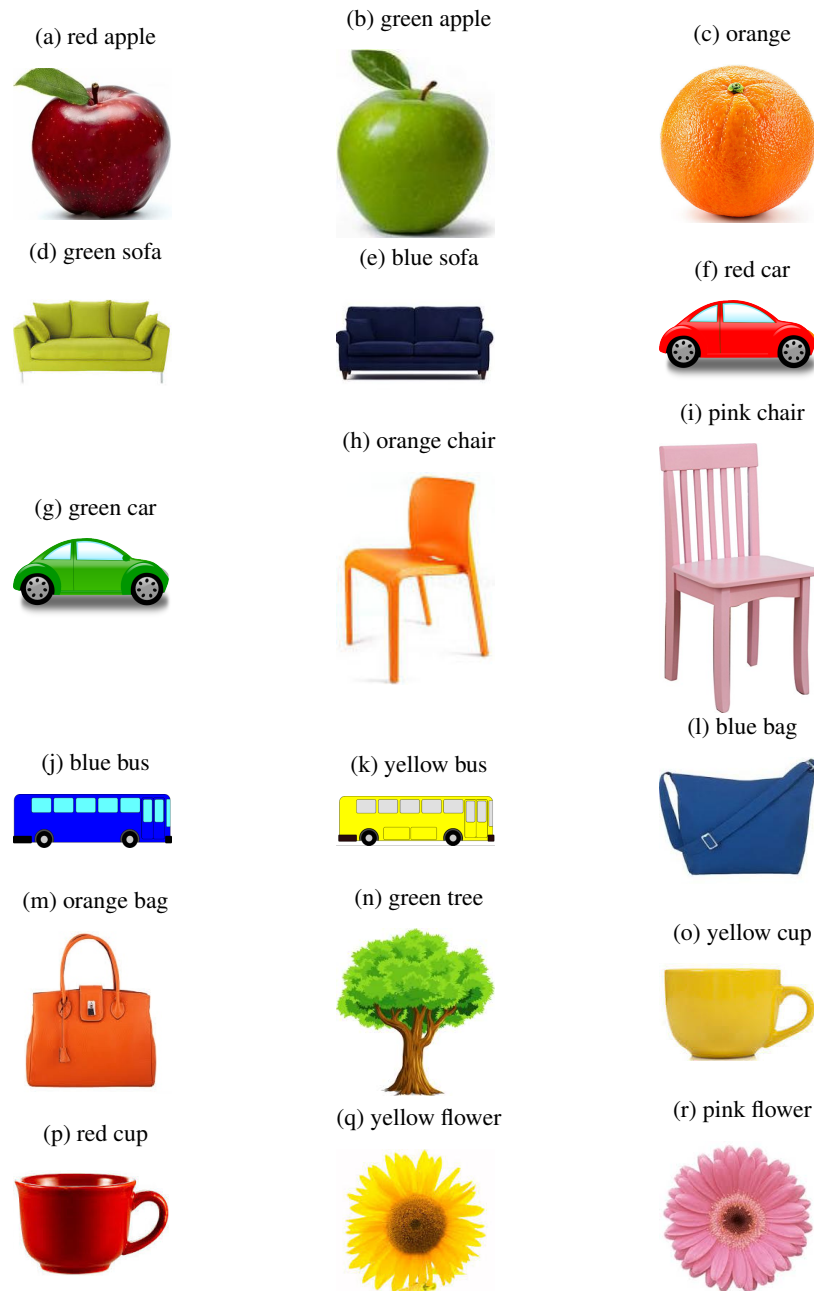 (a) red apple
(b) green apple
(c) orange
(d) green sofa
(e) blue sofa
(f) red car
(g) green car
(h) orange chair
(i) pink chair
(j) blue bus
(k) yellow bus
(l) blue bag
(m) orange bag
(n) green tree
(o) yellow cup
(p) red cup
(q) yellow flower
(r) pink flower